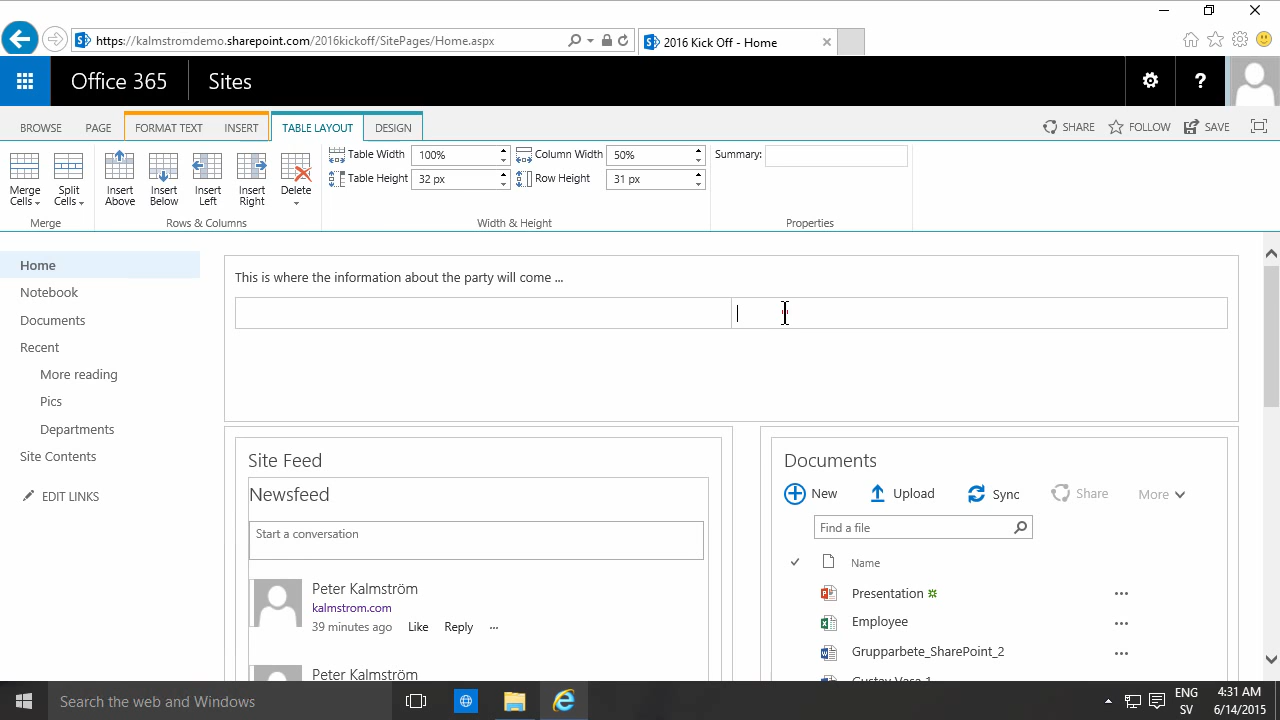 https://kalmstromdemo.sharepoint.com/2016kickoff/SitePages/Home.aspx
2016 Kick Off - Home
Office 365
Sites
?
BROWSE
PAGE
FORMAT TEXT
INSERT
TABLE LAYOUT
DESIGN
SHARE
FOLLOW
SAVE
Merge Cells
Split Cells
Insert Above
Insert Below
Insert Left
Insert Right
Delete
Table Width 100%
Column Width 50%
Summary:
Table Height 32 px
Row Height 31 px
Merge
Rows & Columns
Width & Height
Properties
Home
Notebook
Documents
Recent
More reading
Pics
Departments
Site Contents
EDIT LINKS
This is where the information about the party will come ...
Site Feed
Newsfeed
Start a conversation
Peter Kalmström
kalmstrom.com
39 minutes ago Like Reply ...
Peter Kalmström
Documents
New
Upload
Sync
Share
More
Find a file
Name
Presentation ...
Employee ...
Grupparbete_SharePoint_2 ...
Gustav Vasa 1
Search the web and Windows
ENG
SV
4:31 AM
6/14/2015